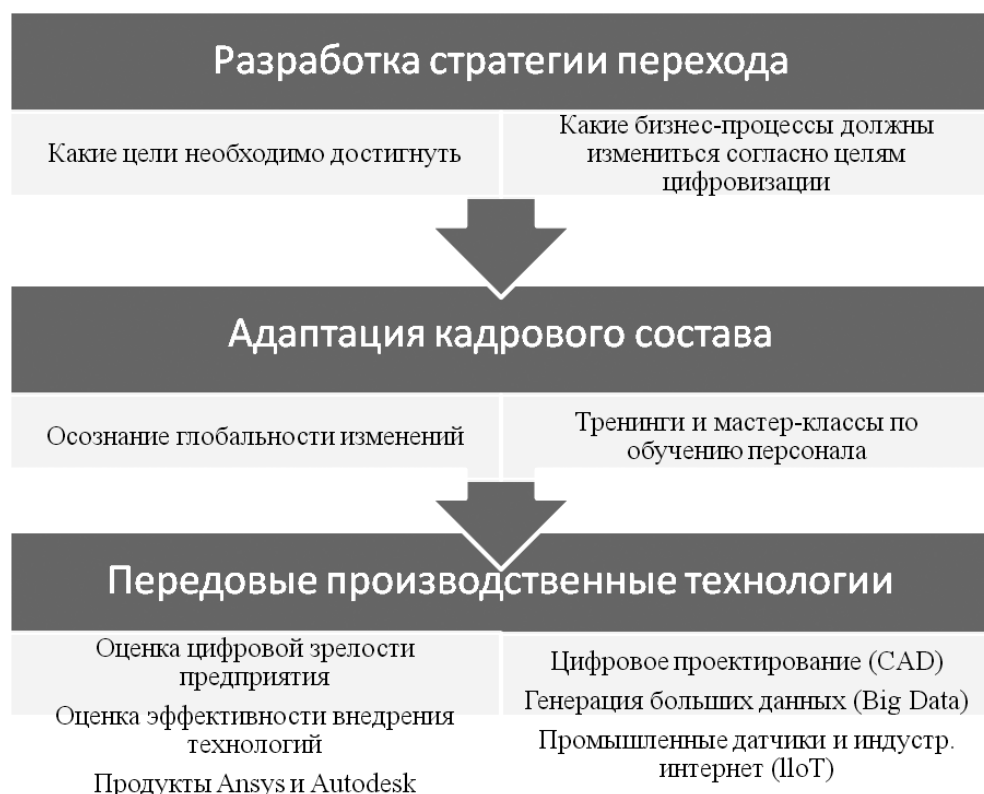 Разработка стратегии перехода
Какие цели необходимо достигнуть
Какие бизнес-процессы должны
измениться согласно целям
цифровизации
Адаптация кадрового состава
Осознание глобальности изменений
Тренинги и мастер-классы по
обучению персонала
Передовые производственные технологии
Оценка цифровой зрелости
предприятия
Оценка эффективности внедрения
технологий
Продукты Ansys и Autodesk
Цифровое проектирование (CAD)
Генерация больших данных (Big Data)
Промышленные датчики и индустр.
интернет (lloT)